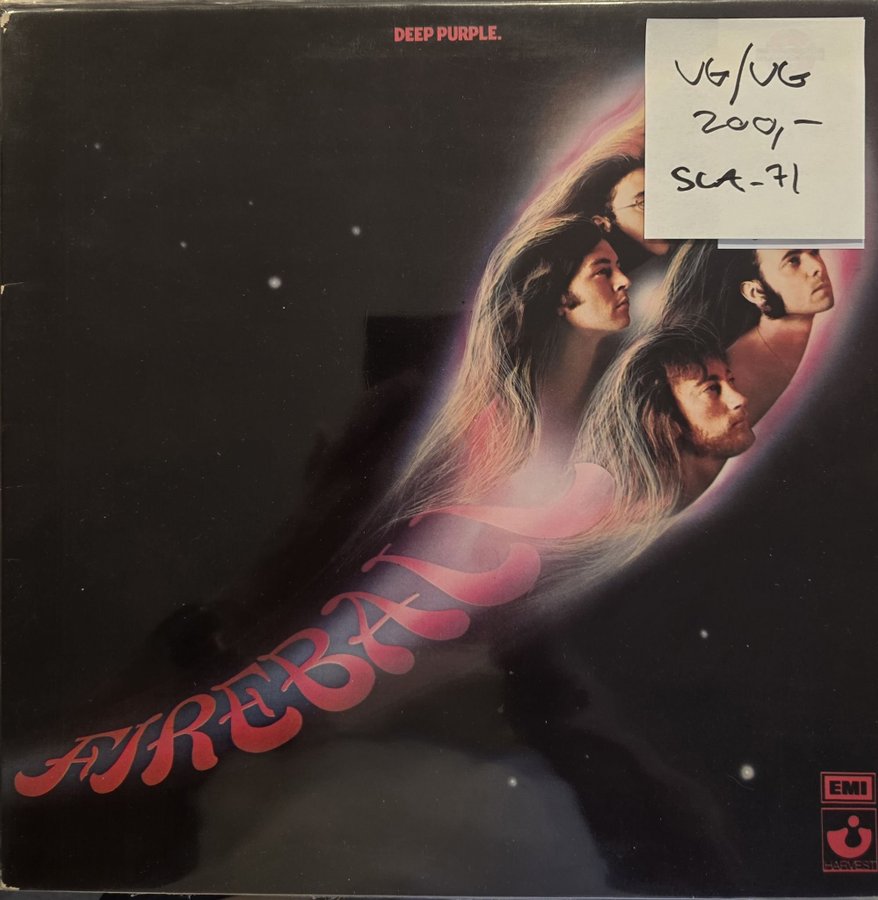 DEEP PURPLE.
VG/VG
200,-
SCA-71
FIREBALL
EMI
HARVEST